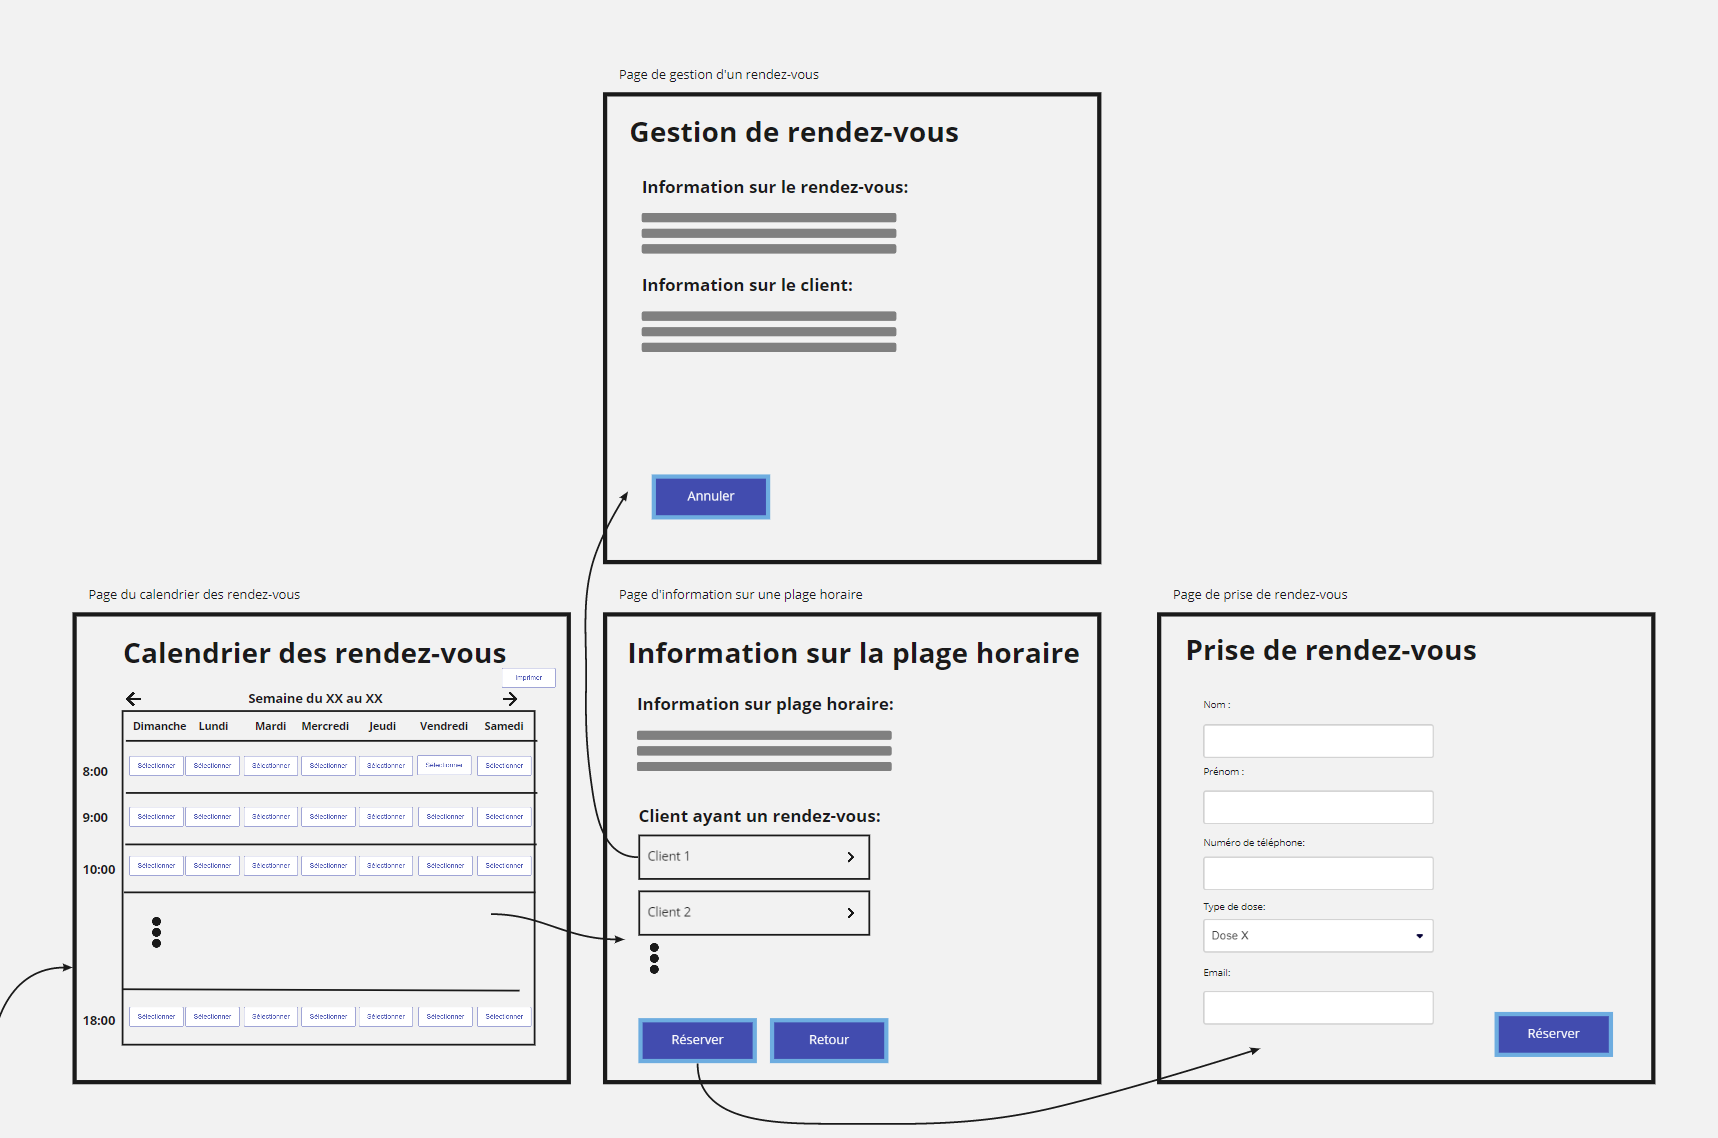 Page de gestion d'un rendez-vous
Gestion de rendez-vous
Information sur le rendez-vous:
Information sur le client:
Annuler
Page du calendrier des rendez-vous
Calendrier des rendez-vous
Imprimer
Semaine du XX au XX
Dimanche Lundi Mardi Mercredi Jeudi Vendredi Samedi
8:00 Sélectionner Sélectionner Sélectionner Sélectionner Sélectionner Sélectionner Sélectionner
9:00 Sélectionner Sélectionner Sélectionner Sélectionner Sélectionner Sélectionner Sélectionner
10:00 Sélectionner Sélectionner Sélectionner Sélectionner Sélectionner Sélectionner Sélectionner
18:00 Sélectionner Sélectionner Sélectionner Sélectionner Sélectionner Sélectionner Sélectionner
Page d'information sur une plage horaire
Information sur la plage horaire
Information sur plage horaire:
Client ayant un rendez-vous:
Client 1
Client 2
Réserver Retour
Page de prise de rendez-vous
Prise de rendez-vous
Nom :
Prénom :
Numéro de téléphone:
Type de dose:
Dose X
Email:
Réserver